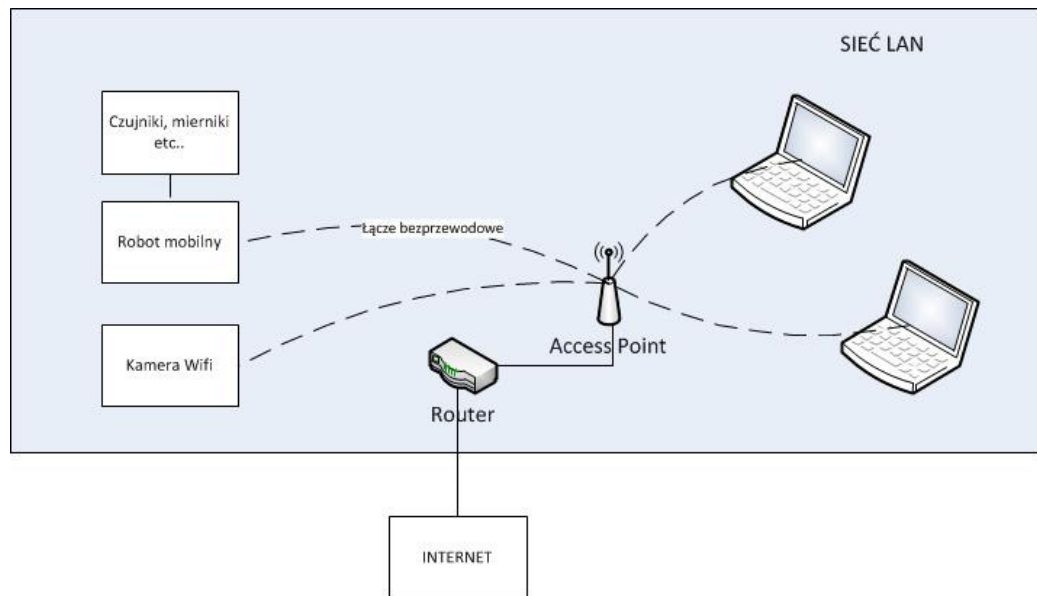 SIEĆ LAN
Czujniki, mierniki
etc..
Robot mobilny
Łącze bezprzewodowe
Kamera Wifi
Access Point
Router
INTERNET